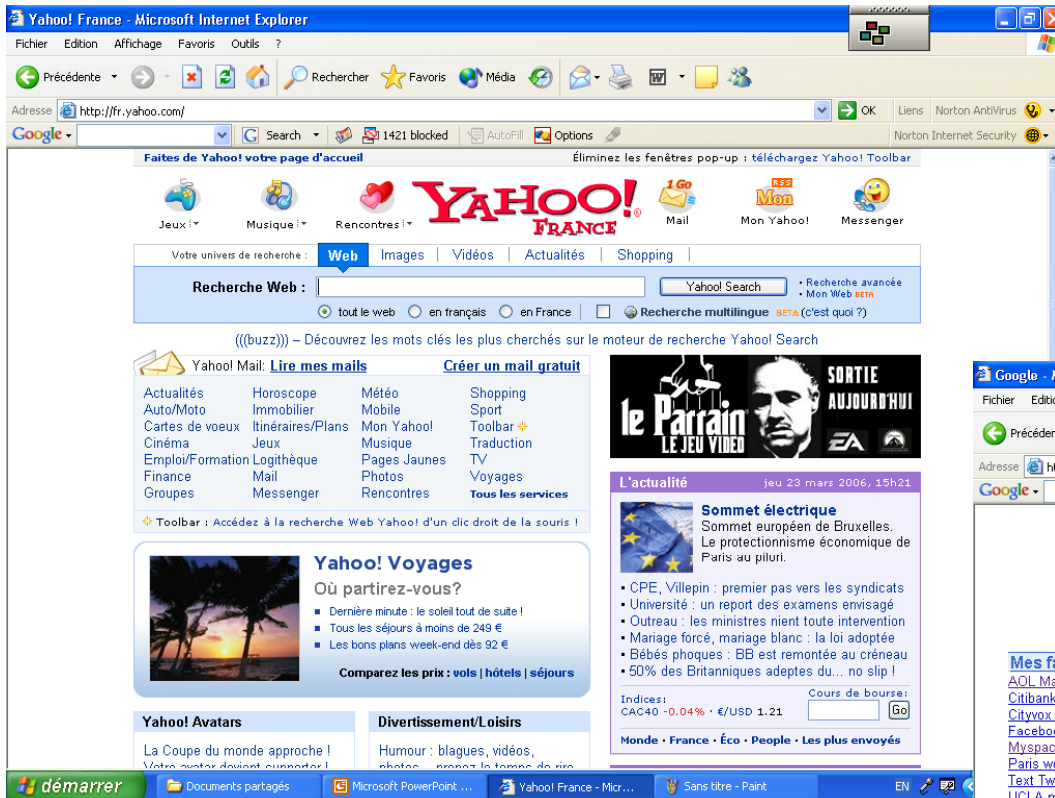 Yahoo! France - Microsoft Internet Explorer
Fichier Edition Affichage Favoris Outils ?
Précédente Rechercher Favoris Média
Adresse http://fr.yahoo.com/ OK Liens Norton AntiVirus
Google Search 1421 blocked AutoFill Options Norton Internet Security
Faites de Yahoo! votre page d'accueil Éliminez les fenêtres pop-up : téléchargez Yahoo! Toolbar
Jeux Musique Rencontres YAHOO! FRANCE 1 Go Mail RSS Mon Mon Yahoo! Messenger
Votre univers de recherche : Web Images | Vidéos | Actualités | Shopping |
Recherche Web : Yahoo! Search • Recherche avancée
• Mon Web BETA
tout le web en français en France | Recherche multilingue BETA (c'est quoi ?)
(((buzz))) – Découvrez les mots clés les plus cherchés sur le moteur de recherche Yahoo! Search
Yahoo! Mail: Lire mes mails Créer un mail gratuit
Actualités Horoscope Météo Shopping
Auto/Moto Immobilier Mobile Sport
Cartes de voeux Itinéraires/Plans Mon Yahoo! Toolbar
Cinéma Jeux Musique Traduction
Emploi/Formation Logithèque Pages Jaunes TV
Finance Mail Photos Voyages
Groupes Messenger Rencontres Tous les services
Toolbar : Accédez à la recherche Web Yahoo! d'un clic droit de la souris !
Yahoo! Voyages
Où partirez-vous?
Dernière minute : le soleil tout de suite !
Tous les séjours à moins de 249 €
Les bons plans week-end dès 92 €
Comparez les prix : vols | hôtels | séjours
Yahoo! Avatars
La Coupe du monde approche !
Votre avatar devient supporter !
Divertissement/Loisirs
Humour : blagues, vidéos,
photos... prenez le temps de rire
le Parrain
LE JEU VIDEO
SORTIE
AUJOURD'HUI
EA
L'actualité jeu 23 mars 2006, 15h21
Sommet électrique
Sommet européen de Bruxelles.
Le protectionnisme économique de
Paris au pilori.
• CPE, Villepin : premier pas vers les syndicats
• Université : un report des examens envisagé
• Outreau : les ministres nient toute intervention
• Mariage forcé, mariage blanc : la loi adoptée
• Bébés phoques : BB est remontée au créneau
• 50% des Britanniques adeptes du... no slip !
Indices: Cours de bourse:
CAC40 -0.04% · €/USD 1.21 Go
Monde · France · Éco · People · Les plus envoyés
Google -
Fichier
Adresse
Google
AOL
Citibank
Cityvox
Paris
Text
UCLA
démarrer Documents partagés Microsoft PowerPoint ... Yahoo! France - Micr... Sans titre - Paint EN